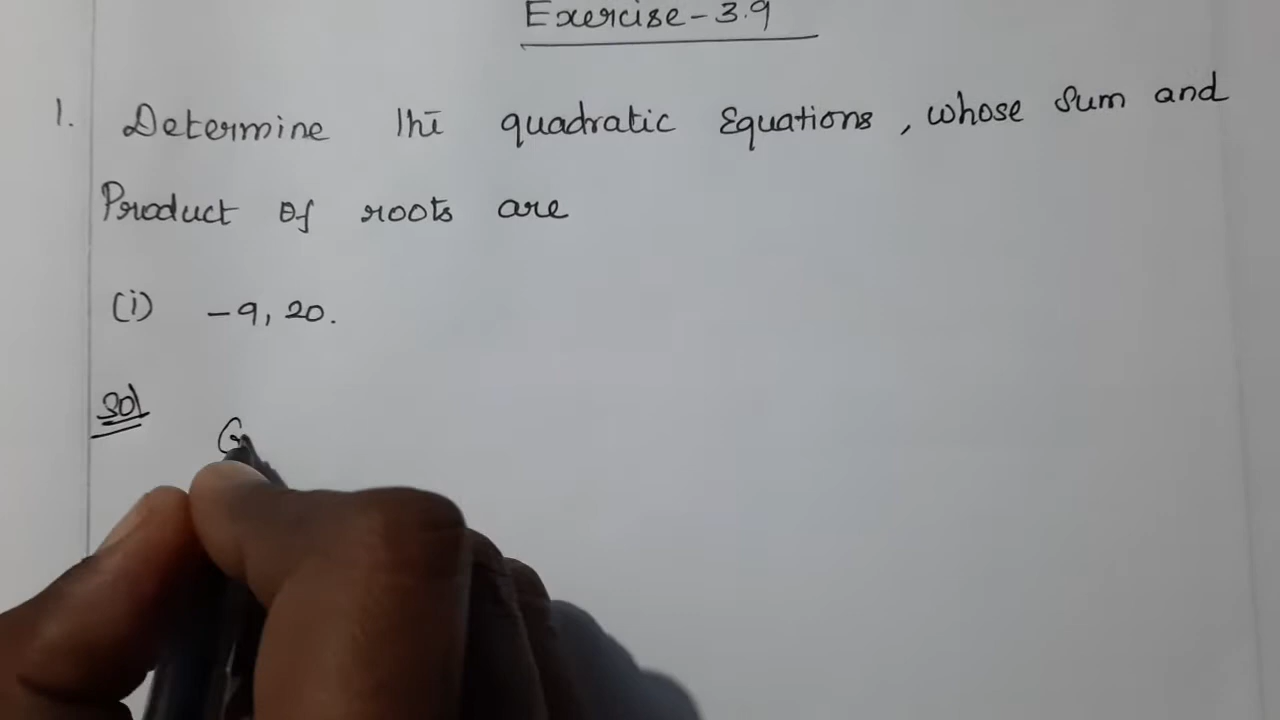 Exercise-3.9
1. Determine the quadratic Equations, whose Sum and
Product of roots are
(i) -9, 20.
Sol
G